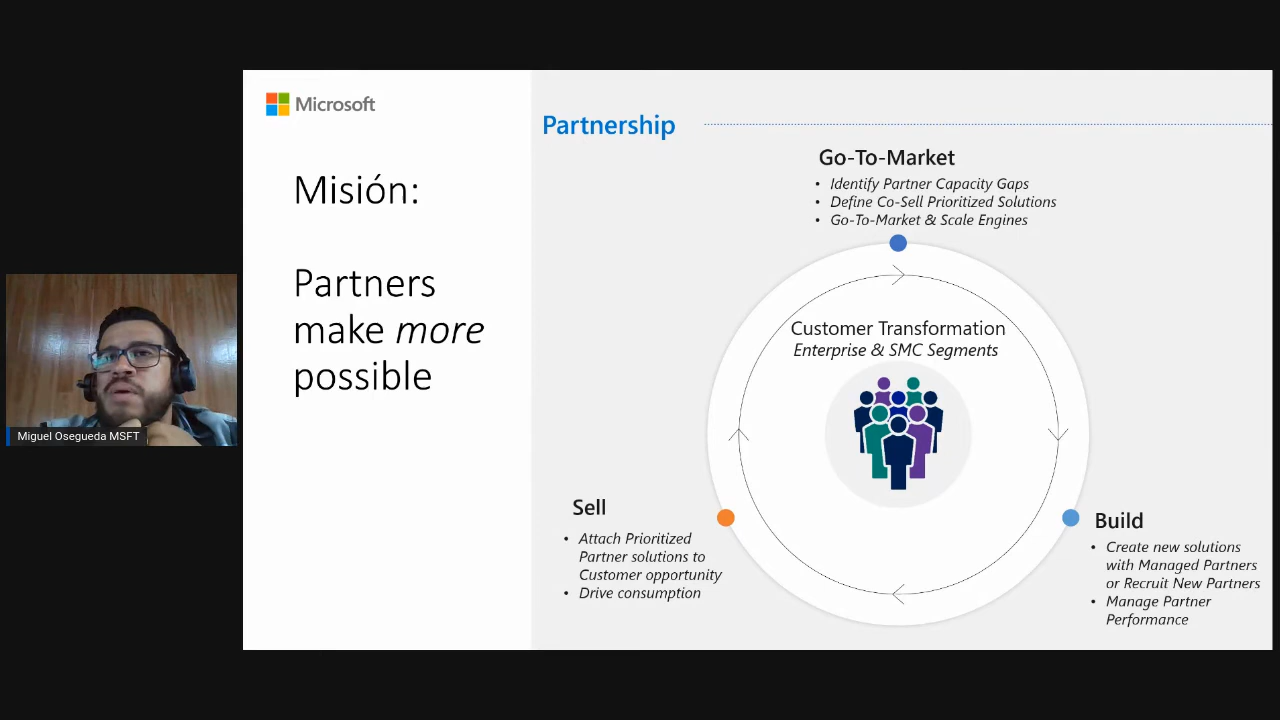 Microsoft
Misión:
Partners
make more
possible
Partnership
Go-To-Market
• Identify Partner Capacity Gaps
• Define Co-Sell Prioritized Solutions
• Go-To-Market & Scale Engines
Customer Transformation
Enterprise & SMC Segments
Sell
• Attach Prioritized
Partner solutions to
Customer opportunity
• Drive consumption
Build
• Create new solutions
with Managed Partners
or Recruit New Partners
• Manage Partner
Performance
Miguel Osegueda MSFT